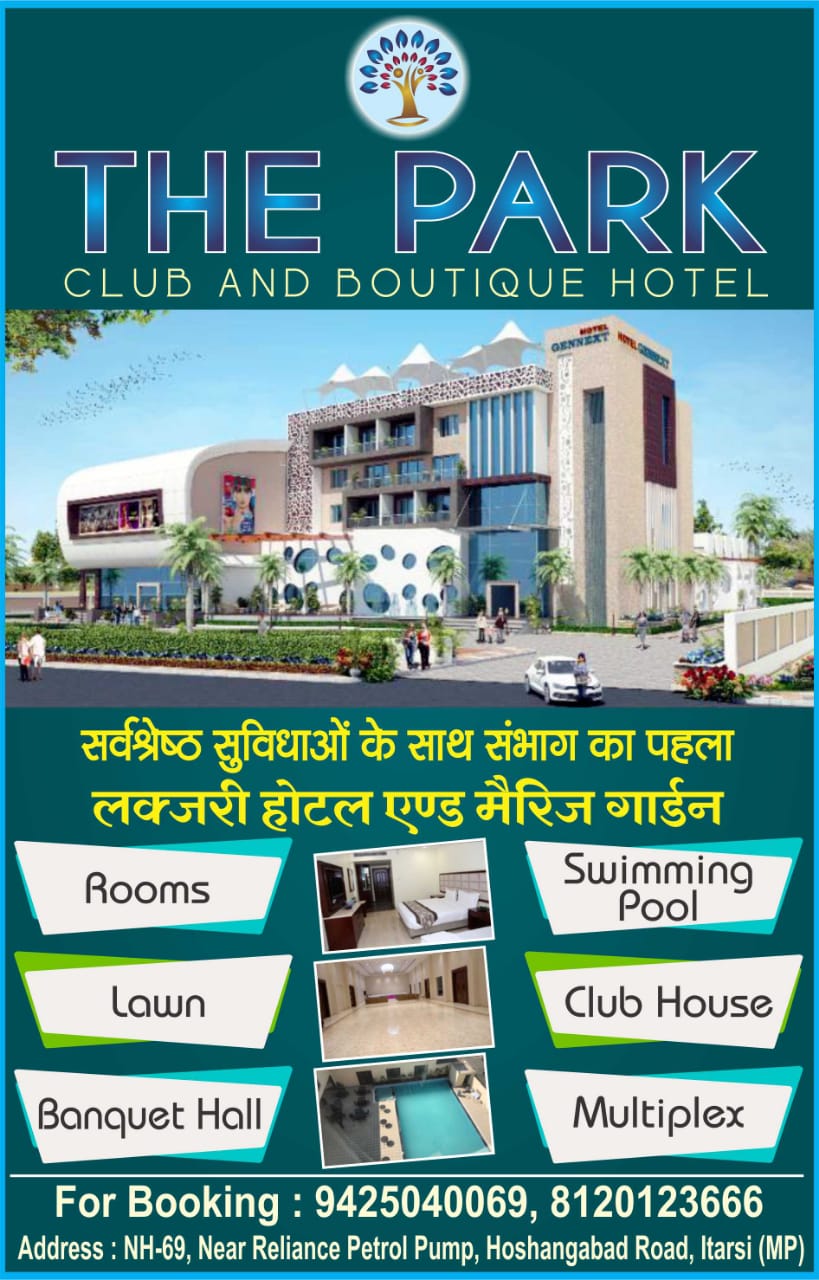 THE PARK
CLUB AND BOUTIQUE HOTEL
HOTEL
GENNEXT
HOTEL GENNEXT
सर्वश्रेष्ठ सुविधाओं के साथ संभाग का पहला
लक्जरी होटल एण्ड मैरिज गार्डन
Rooms
Swimming
Pool
Lawn
Club House
Banquet Hall
Multiplex
For Booking : 9425040069, 8120123666
Address : NH-69, Near Reliance Petrol Pump, Hoshangabad Road, Itarsi (MP)